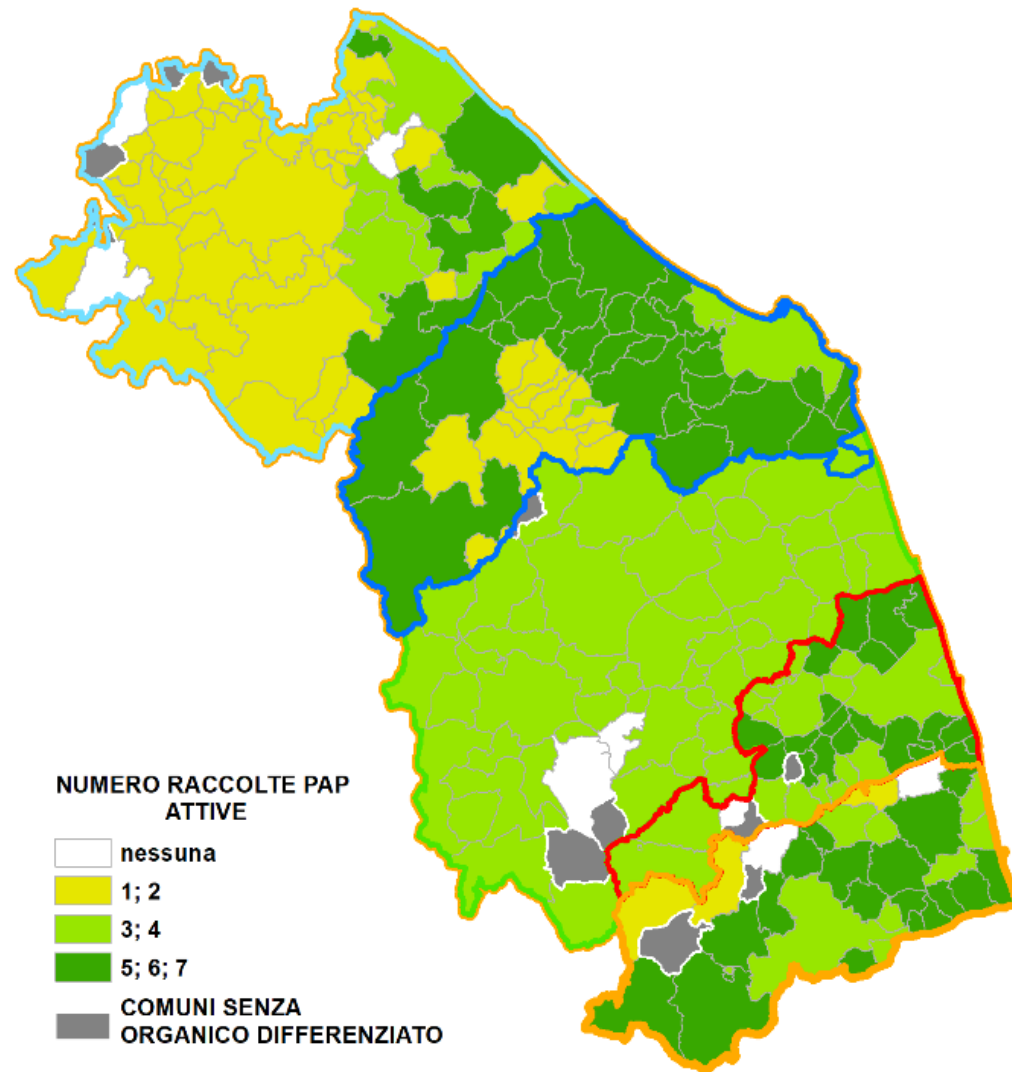 NUMERO RACCOLTE PAP
ATTIVE
nessuna
1; 2
3; 4
5; 6; 7
COMUNI SENZA
ORGANICO DIFFERENZIATO